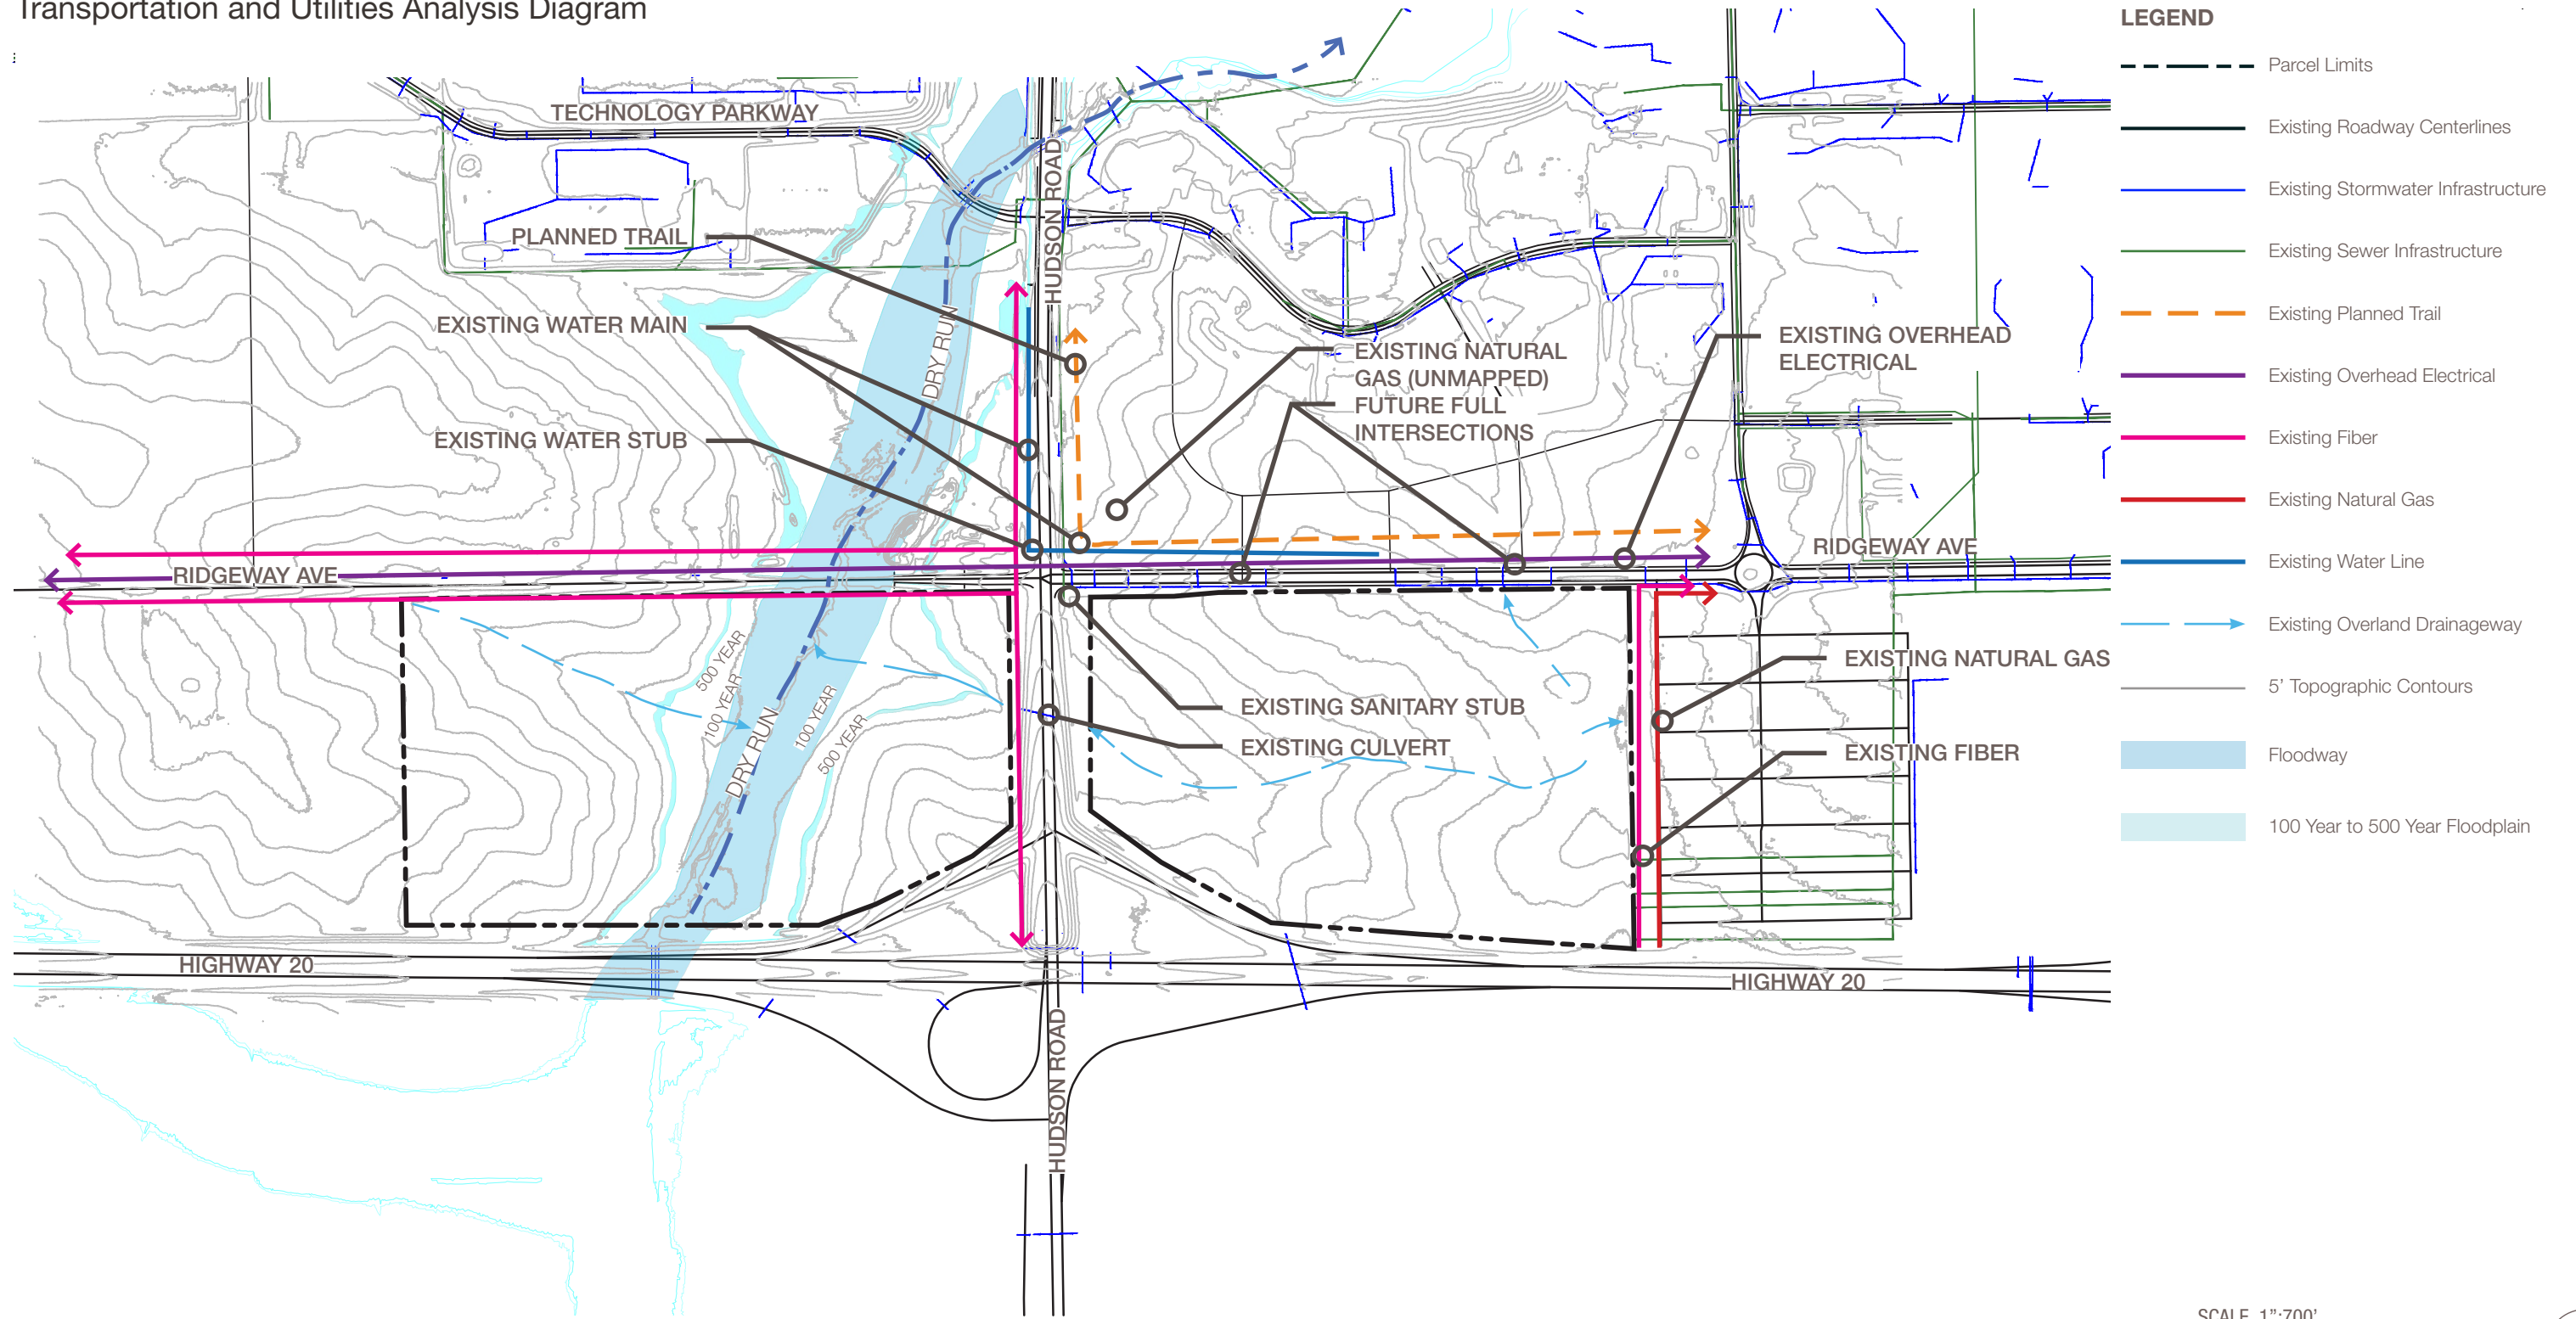 Transportation and Utilities Analysis Diagram
LEGEND
Parcel Limits
Existing Roadway Centerlines
Existing Stormwater Infrastructure
Existing Sewer Infrastructure
Existing Planned Trail
Existing Overhead Electrical
Existing Fiber
Existing Natural Gas
Existing Water Line
Existing Overland Drainageway
5’ Topographic Contours
Floodway
100 Year to 500 Year Floodplain
TECHNOLOGY PARKWAY
HUDSON ROAD
PLANNED TRAIL
EXISTING WATER MAIN
DRY RUN
EXISTING NATURAL
GAS (UNMAPPED)
FUTURE FULL
INTERSECTIONS
EXISTING OVERHEAD
ELECTRICAL
EXISTING WATER STUB
RIDGEWAY AVE
RIDGEWAY AVE
500 YEAR
100 YEAR
DRY RUN
100 YEAR
500 YEAR
EXISTING SANITARY STUB
EXISTING CULVERT
EXISTING NATURAL GAS
EXISTING FIBER
HIGHWAY 20
HIGHWAY 20
HUDSON ROAD
SCALE 1”:700’